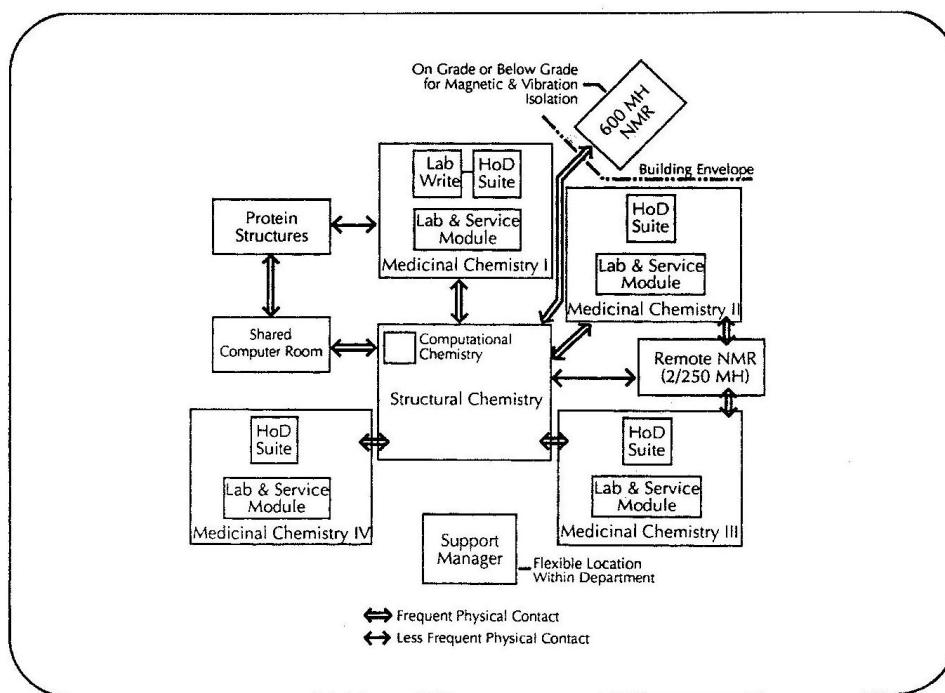 On Grade or Below Grade
for Magnetic & Vibration
Isolation
600 MH
NMR
Building Envelope
Lab
Write
HoD
Suite
Lab & Service
Module
Medicinal Chemistry I
Protein
Structures
HoD
Suite
Lab & Service
Module
Medicinal Chemistry II
Shared
Computer Room
Computational
Chemistry
Structural Chemistry
Remote NMR
(2/250 MH)
HoD
Suite
Lab & Service
Module
Medicinal Chemistry IV
HoD
Suite
Lab & Service
Module
Medicinal Chemistry III
Support
Manager
Flexible Location
Within Department
Frequent Physical Contact
Less Frequent Physical Contact